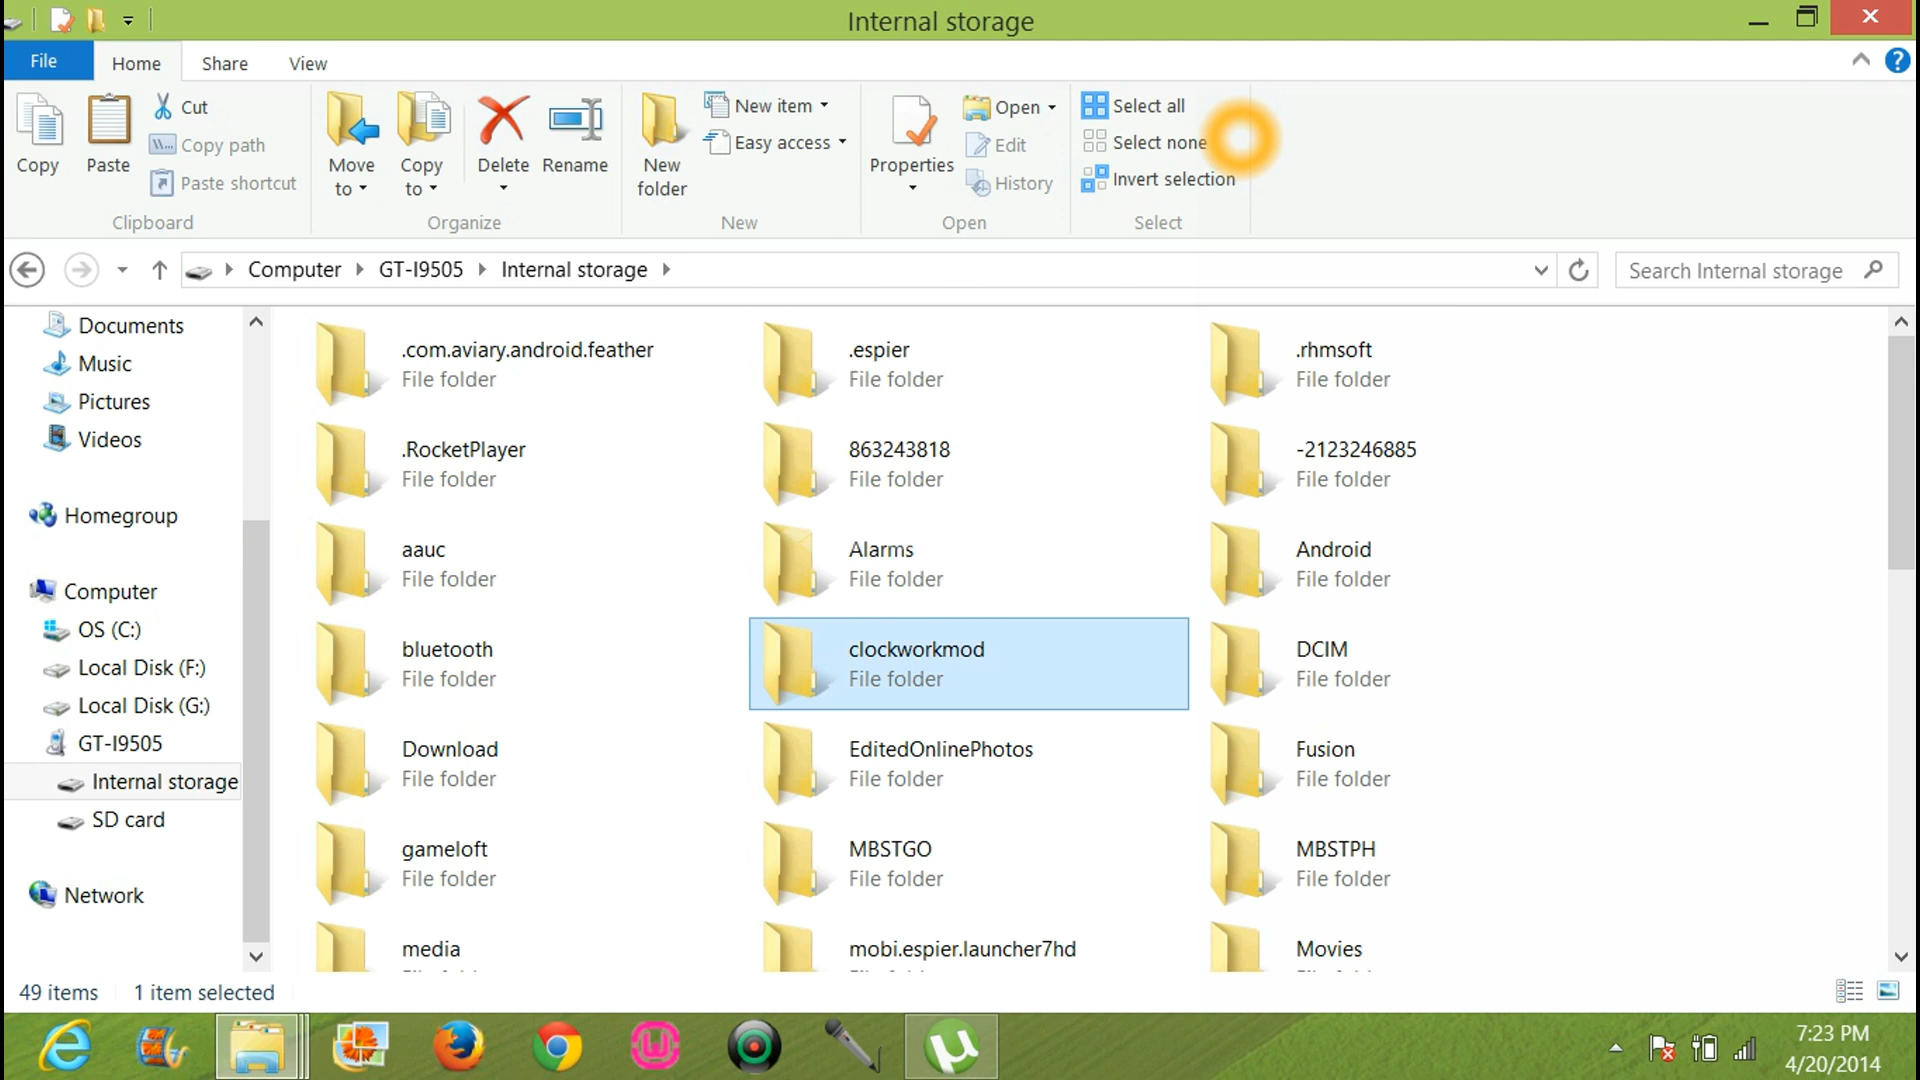 Internal storage
File
Home
Share
View
?
Copy
Paste
Cut
Copy path
Paste shortcut
Move to
Copy to
Delete
Rename
New folder
New item
Easy access
Properties
Open
Edit
History
Select all
Select none
Invert selection
Clipboard
Organize
New
Open
Select
Computer
GT-I9505
Internal storage
Search Internal storage
Documents
Music
Pictures
Videos
Homegroup
Computer
OS (C:)
Local Disk (F:)
Local Disk (G:)
GT-I9505
Internal storage
SD card
Network
.com.aviary.android.feather
File folder
.espier
File folder
.rhmsoft
File folder
.RocketPlayer
File folder
863243818
File folder
-2123246885
File folder
aauc
File folder
Alarms
File folder
Android
File folder
bluetooth
File folder
clockworkmod
File folder
DCIM
File folder
Download
File folder
EditedOnlinePhotos
File folder
Fusion
File folder
gameloft
File folder
MBSTGO
File folder
MBSTPH
File folder
media
mobi.espier.launcher7hd
Movies
49 items
1 item selected
7:23 PM
4/20/2014